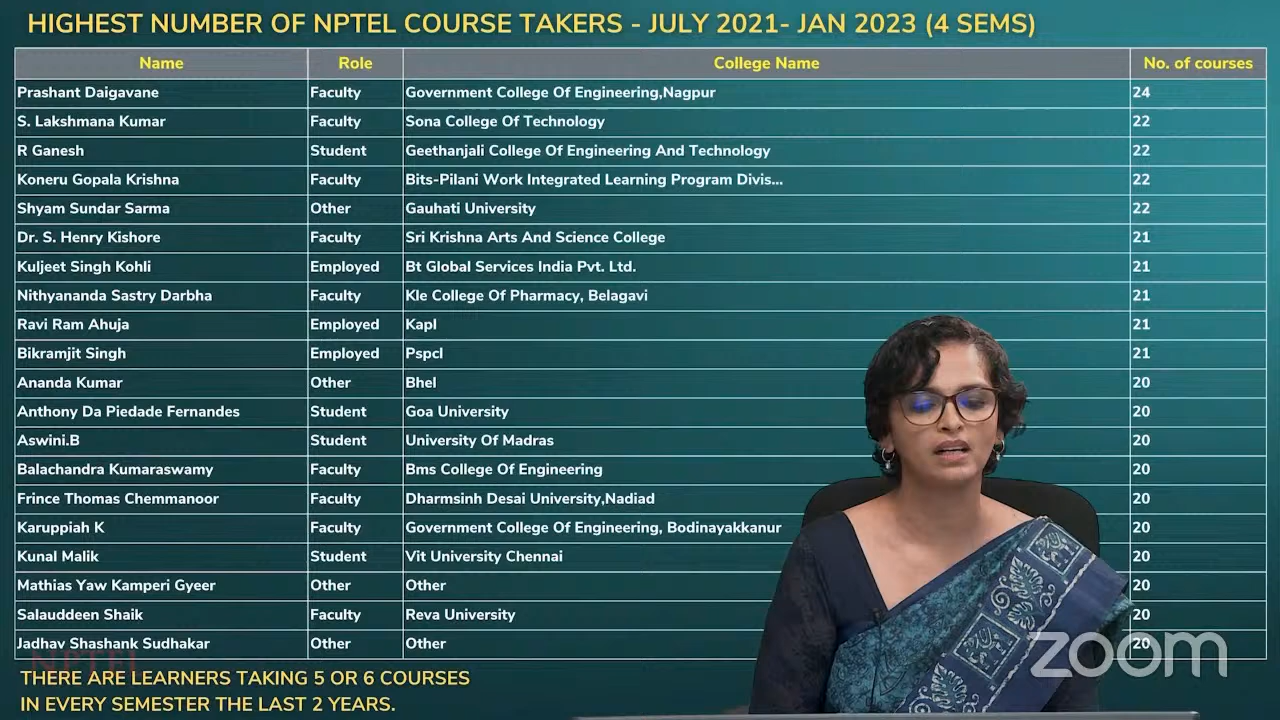 HIGHEST NUMBER OF NPTEL COURSE TAKERS - JULY 2021- JAN 2023 (4 SEMS)
Name Role College Name No. of courses
Prashant Daigavane Faculty Government College Of Engineering,Nagpur 24
S. Lakshmana Kumar Faculty Sona College Of Technology 22
R Ganesh Student Geethanjali College Of Engineering And Technology 22
Koneru Gopala Krishna Faculty Bits-Pilani Work Integrated Learning Program Divis... 22
Shyam Sundar Sarma Other Gauhati University 22
Dr. S. Henry Kishore Faculty Sri Krishna Arts And Science College 21
Kuljeet Singh Kohli Employed Bt Global Services India Pvt. Ltd. 21
Nithyananda Sastry Darbha Faculty Kle College Of Pharmacy, Belagavi 21
Ravi Ram Ahuja Employed Kapl 21
Bikramjit Singh Employed Pspcl 21
Ananda Kumar Other Bhel 20
Anthony Da Piedade Fernandes Student Goa University 20
Aswini.B Student University Of Madras 20
Balachandra Kumaraswamy Faculty Bms College Of Engineering 20
Frince Thomas Chemmanoor Faculty Dharmsinh Desai University,Nadiad 20
Karuppiah K Faculty Government College Of Engineering, Bodinayakkanur 20
Kunal Malik Student Vit University Chennai 20
Mathias Yaw Kamperi Gyeer Other Other 20
Salauddeen Shaik Faculty Reva University 20
Jadhav Shashank Sudhakar Other Other 20
zoom
NPTEL
THERE ARE LEARNERS TAKING 5 OR 6 COURSES
IN EVERY SEMESTER THE LAST 2 YEARS.